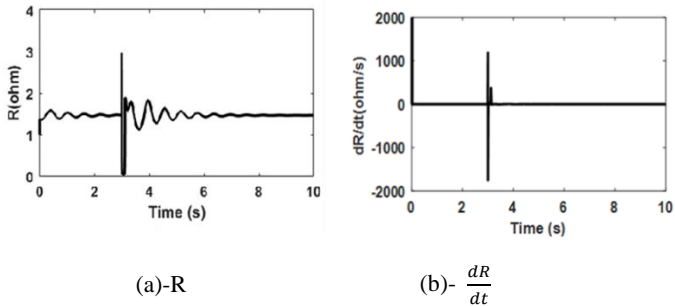 4
3
2
1
0
R(ohm)
0 2 4 6 8 10
Time (s)
(a)-R
2000
1000
0
-1000
-2000
dR/dt(ohm/s)
0 2 4 6 8 10
Time (s)
(b)- dR/dt